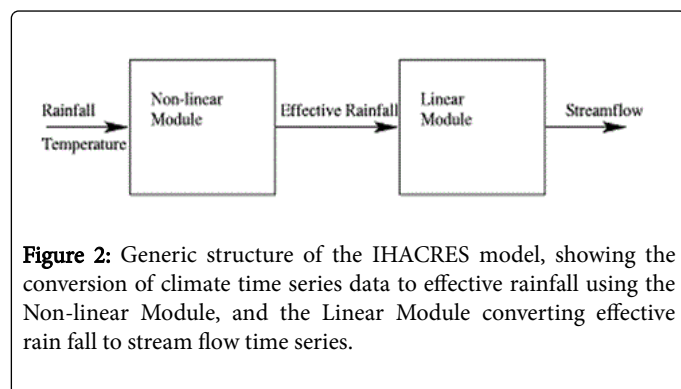 Rainfall
Temperature
Non-linear
Module
Effective Rainfall
Linear
Module
Streamflow
Figure 2: Generic structure of the IHACRES model, showing the
conversion of climate time series data to effective rainfall using the
Non-linear Module, and the Linear Module converting effective
rain fall to stream flow time series.